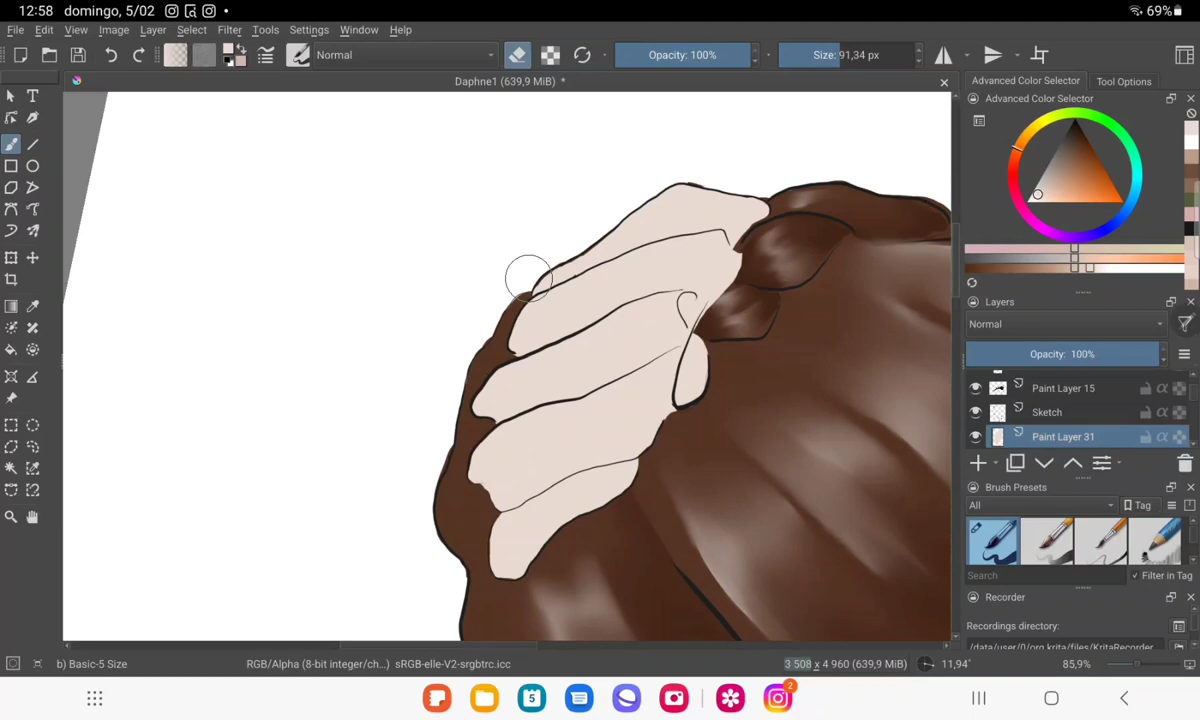 12:58 domingo, 5/02
69%
File Edit View Image Layer Select Filter Tools Settings Window Help
Normal
Opacity: 100%
Size: 91,34 px
Daphne1 (639,9 MiB) *
Advanced Color Selector
Tool Options
Advanced Color Selector
Layers
Normal
Opacity: 100%
Paint Layer 15
Sketch
Paint Layer 31
Brush Presets
All
Tag
Search
Filter in Tag
Recorder
Recordings directory:
/data/user/0/org.krita/files/KritaRecorder
b) Basic-5 Size
RGB/Alpha (8-bit integer/ch...) sRGB-elle-V2-srgbtrc.icc
3 508 x 4 960 (639,9 MiB)
11,94°
85,9%
5
2